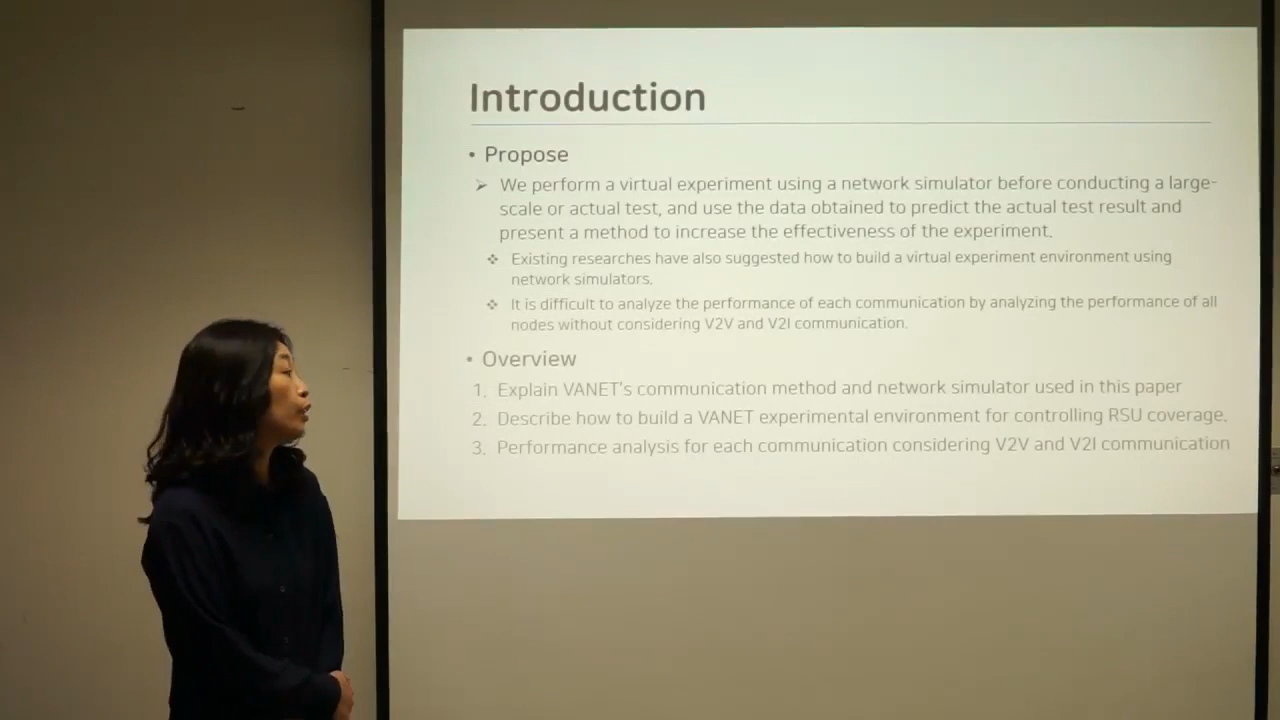 Introduction
• Propose
➢ We perform a virtual experiment using a network simulator before conducting a large-
scale or actual test, and use the data obtained to predict the actual test result and
present a method to increase the effectiveness of the experiment.
❖ Existing researches have also suggested how to build a virtual experiment environment using
network simulators.
❖ It is difficult to analyze the performance of each communication by analyzing the performance of all
nodes without considering V2V and V2I communication.
• Overview
1. Explain VANET's communication method and network simulator used in this paper
2. Describe how to build a VANET experimental environment for controlling RSU coverage.
3. Performance analysis for each communication considering V2V and V2I communication